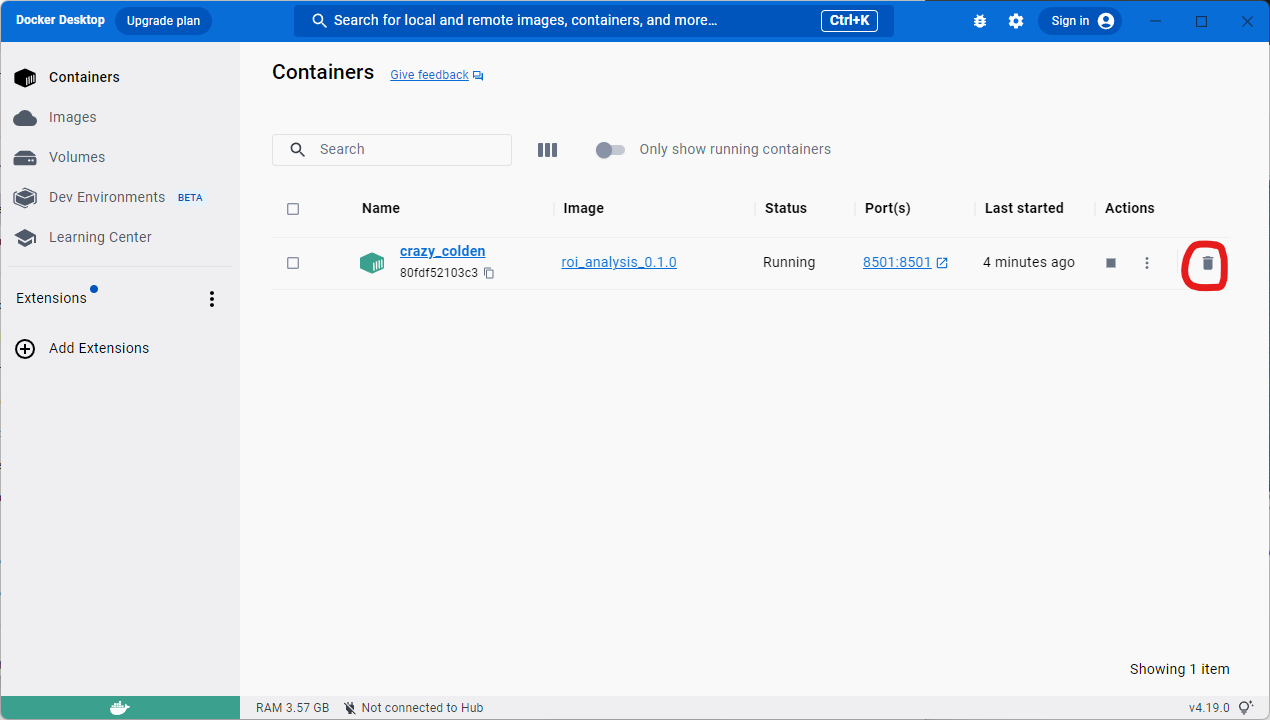 Docker Desktop
Upgrade plan
Search for local and remote images, containers, and more...
Ctrl+K
Sign in
Containers
Images
Volumes
Dev Environments BETA
Learning Center
Extensions
Add Extensions
Containers
Give feedback
Search
Only show running containers
Name Image Status Port(s) Last started Actions
crazy_colden
80fdf52103c3
roi_analysis_0.1.0
Running
8501:8501
4 minutes ago
Showing 1 item
RAM 3.57 GB
Not connected to Hub
v4.19.0